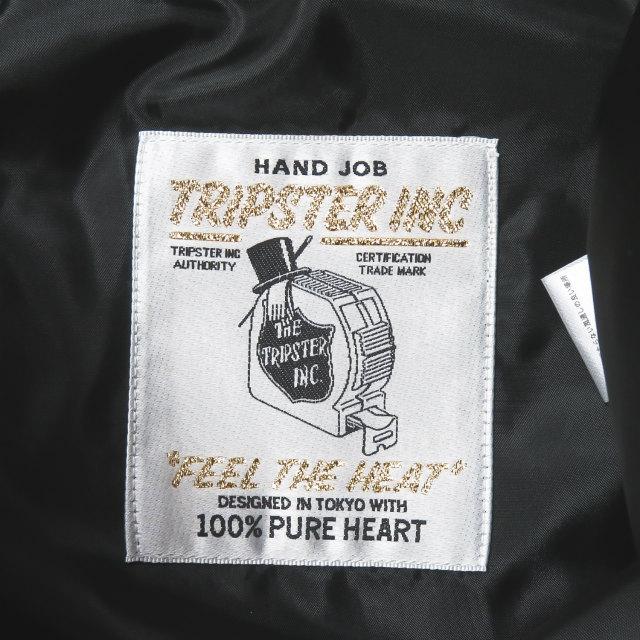 HAND JOB
TRIPSTER INC
TRIPSTER INC
AUTHORITY
CERTIFICATION
TRADE MARK
THE
TRIPSTER
INC.
"FEEL THE HEAT"
DESIGNED IN TOKYO WITH
100% PURE HEART